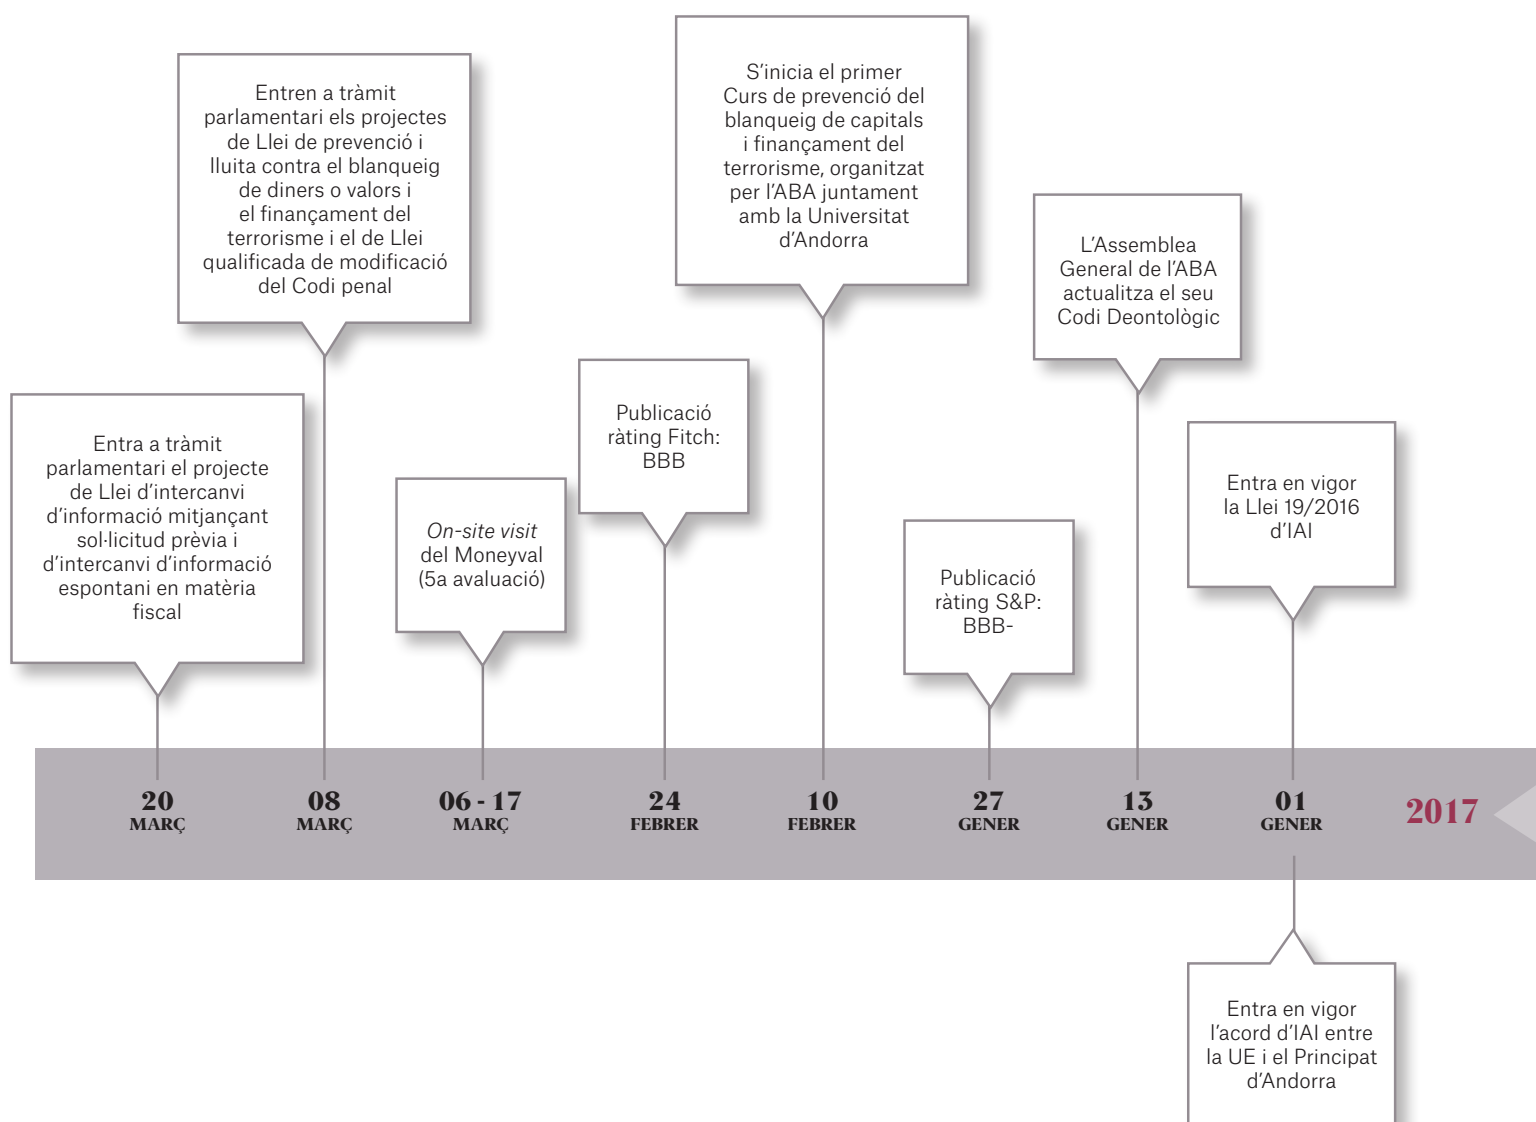 Entren a tràmit
parlamentari els projectes
de Llei de prevenció i
lluita contra el blanqueig
de diners o valors i
el finançament del
terrorisme i el de Llei
qualificada de modificació
del Codi penal
S’inicia el primer
Curs de prevenció del
blanqueig de capitals
i finançament del
terrorisme, organitzat
per l’ABA juntament
amb la Universitat
d’Andorra
L’Assemblea
General de l’ABA
actualitza el seu
Codi Deontològic
Entra a tràmit
parlamentari el projecte
de Llei d’intercanvi
d’informació mitjançant
sol·licitud prèvia i
d’intercanvi d’informació
espontani en matèria
fiscal
On-site visit
del Moneyval
(5a avaluació)
Publicació
ràting Fitch:
BBB
Publicació
ràting S&P:
BBB-
Entra en vigor
la Llei 19/2016
d’IAI
20
MARÇ
08
MARÇ
06 - 17
MARÇ
24
FEBRER
10
FEBRER
27
GENER
13
GENER
01
GENER
2017
Entra en vigor
l’acord d’IAI entre
la UE i el Principat
d’Andorra